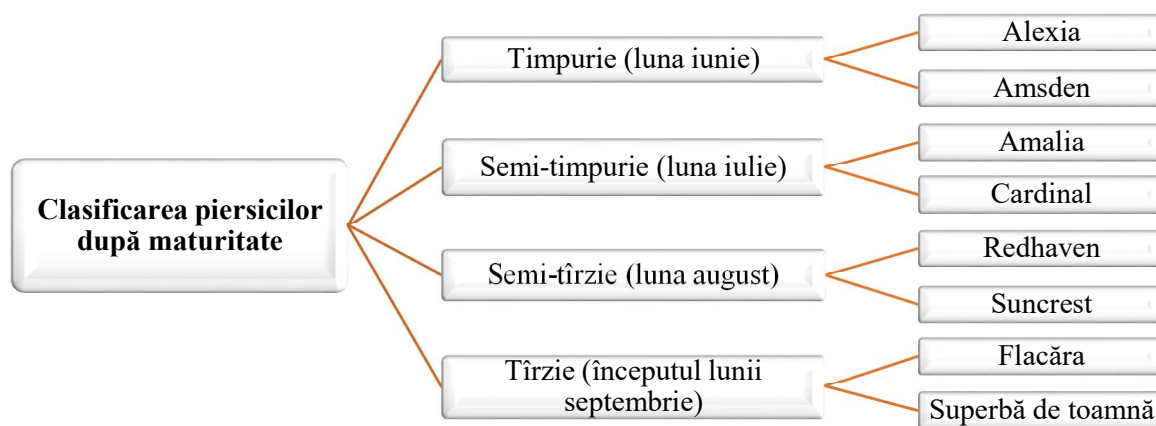 Clasificarea piersicilor
după maturitate
Timpurie (luna iunie)
Alexia
Amsden
Semi-timpurie (luna iulie)
Amalia
Cardinal
Semi-tîrzie (luna august)
Redhaven
Suncrest
Tîrzie (începutul lunii
septembrie)
Flacăra
Superbă de toamnă